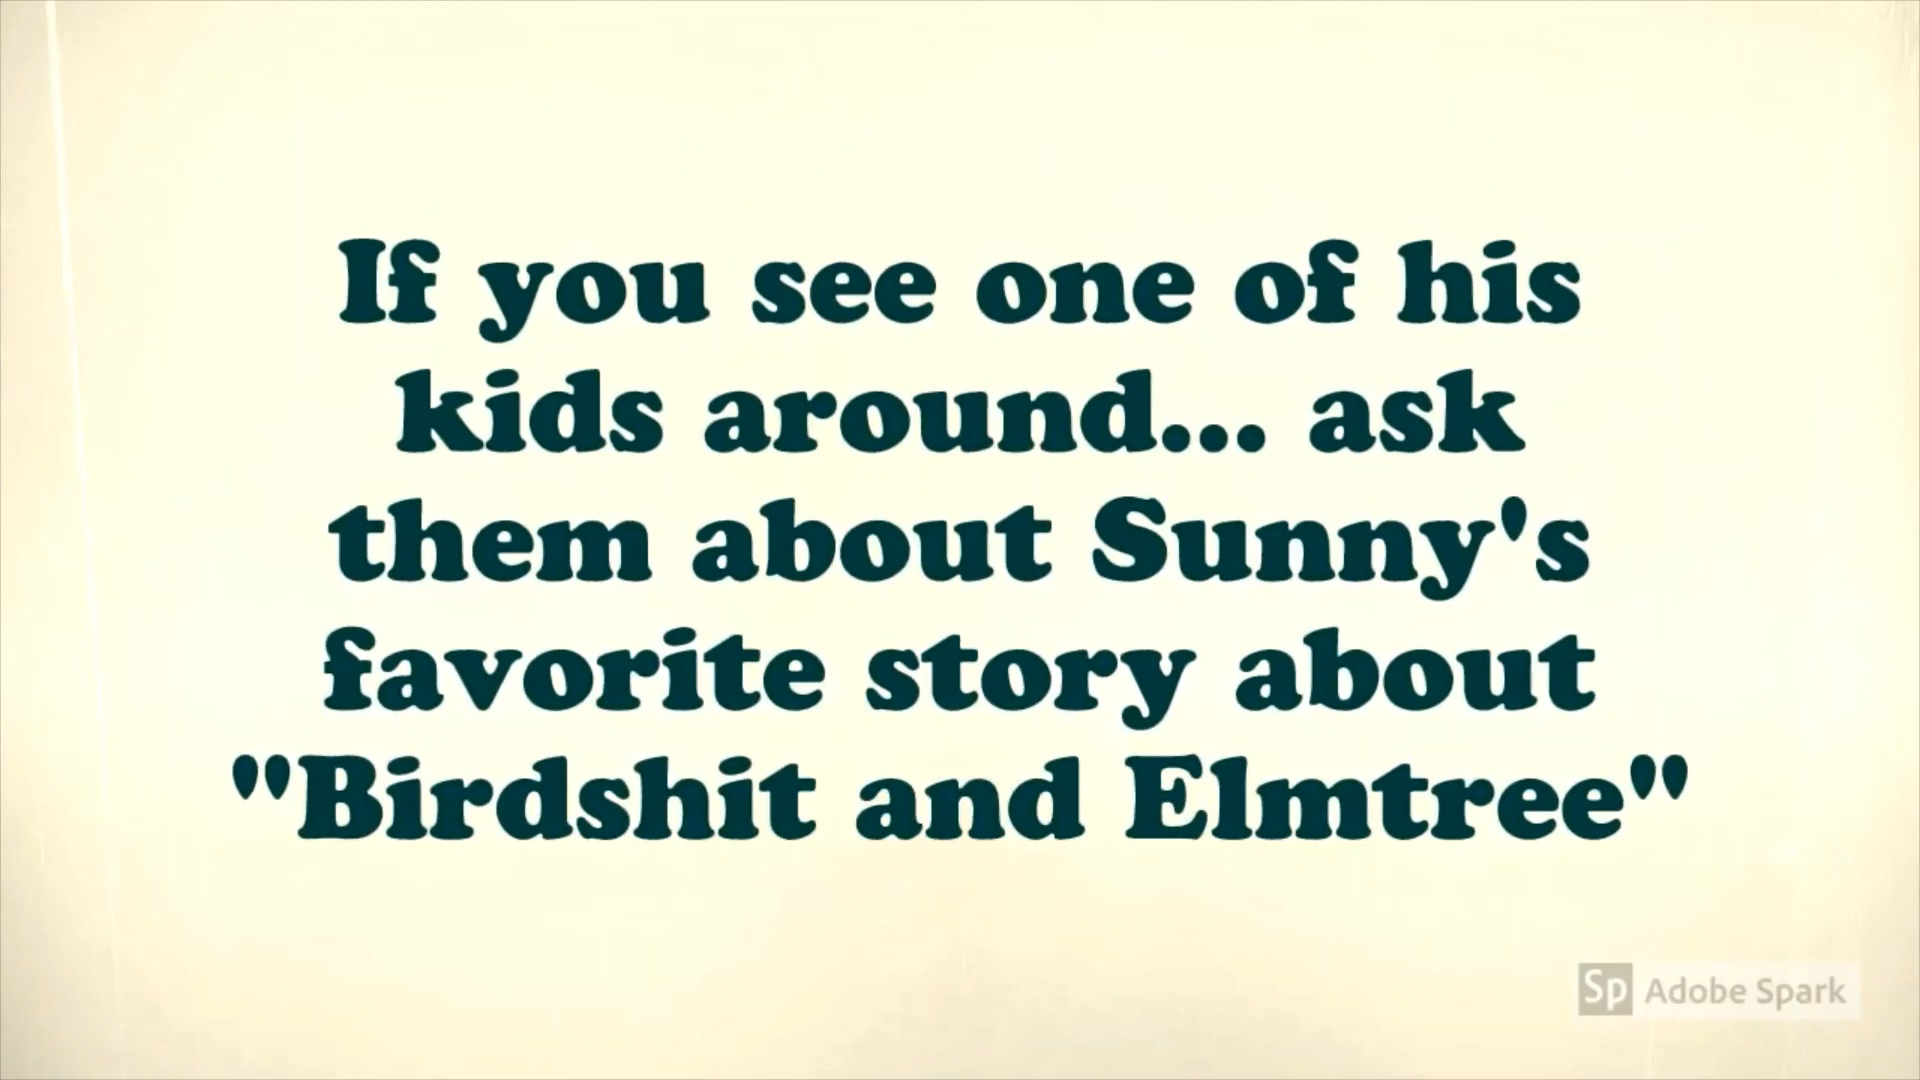 If you see one of his
kids around... ask
them about Sunny's
favorite story about
"Birdshit and Elmtree"
Sp Adobe Spark